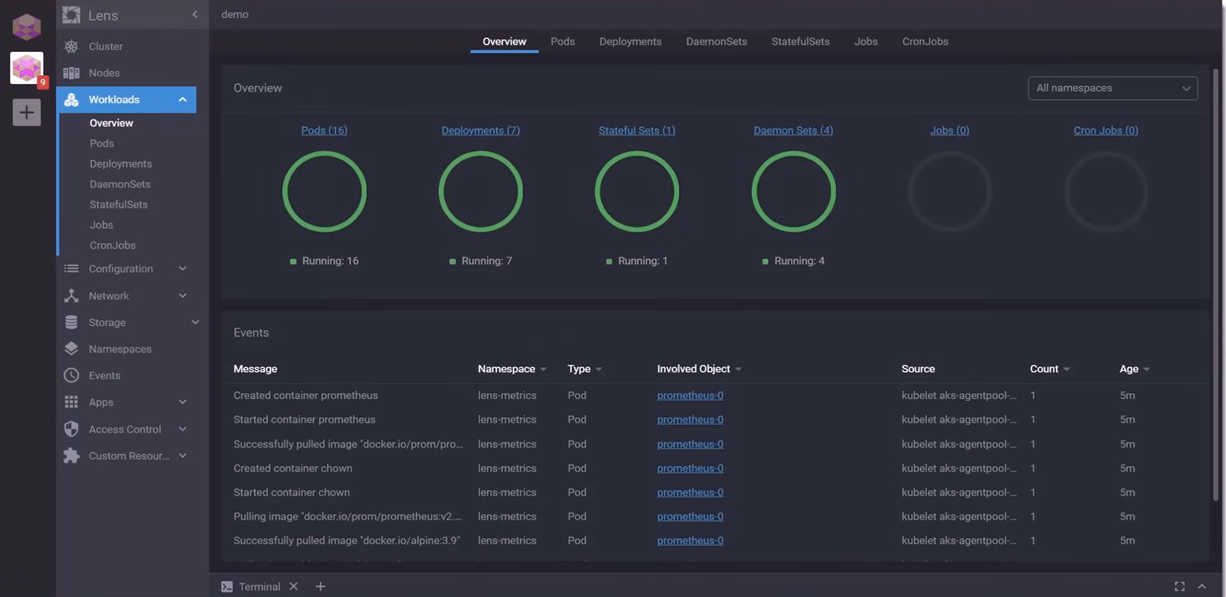 Lens
demo
9
Cluster
Nodes
Workloads
Overview
Pods
Deployments
DaemonSets
StatefulSets
Jobs
CronJobs
Configuration
Network
Storage
Namespaces
Events
Apps
Access Control
Custom Resour...
Overview Pods Deployments DaemonSets StatefulSets Jobs CronJobs
Overview
All namespaces
Pods (16) Deployments (7) Stateful Sets (1) Daemon Sets (4) Jobs (0) Cron Jobs (0)
Running: 16 Running: 7 Running: 1 Running: 4
Events
Message Namespace Type Involved Object Source Count Age
Created container prometheus lens-metrics Pod prometheus-0 kubelet aks-agentpool-... 1 5m
Started container prometheus lens-metrics Pod prometheus-0 kubelet aks-agentpool-... 1 5m
Successfully pulled image "docker.io/prom/pro... lens-metrics Pod prometheus-0 kubelet aks-agentpool-... 1 5m
Created container chown lens-metrics Pod prometheus-0 kubelet aks-agentpool-... 1 5m
Started container chown lens-metrics Pod prometheus-0 kubelet aks-agentpool-... 1 5m
Pulling image "docker.io/prom/prometheus:v2.... lens-metrics Pod prometheus-0 kubelet aks-agentpool-... 1 5m
Successfully pulled image "docker.io/alpine:3.9" lens-metrics Pod prometheus-0 kubelet aks-agentpool-... 1 5m
Terminal